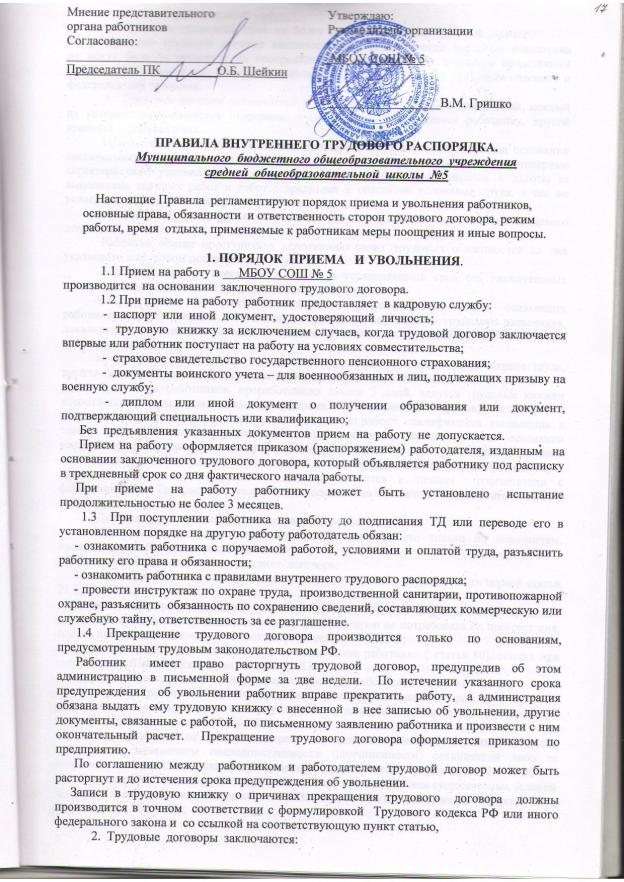 17
Мнение представительного
органа работников
Согласовано:
Председатель ПК О.Б. Шейкин
Утверждаю:
Руководитель организации
МБОУ СОШ № 5
В.М. Гришко
ПРАВИЛА ВНУТРЕННЕГО ТРУДОВОГО РАСПОРЯДКА.
Муниципального бюджетного общеобразовательного учреждения
средней общеобразовательной школы №5
Настоящие Правила регламентируют порядок приема и увольнения работников,
основные права, обязанности и ответственность сторон трудового договора, режим
работы, время отдыха, применяемые к работникам меры поощрения и иные вопросы.
1. ПОРЯДОК ПРИЕМА И УВОЛЬНЕНИЯ.
1.1 Прием на работу в МБОУ СОШ № 5
производится на основании заключенного трудового договора.
1.2 При приеме на работу работник предоставляет в кадровую службу:
- паспорт или иной документ, удостоверяющий личность;
- трудовую книжку за исключением случаев, когда трудовой договор заключается
впервые или работник поступает на работу на условиях совместительства;
- страховое свидетельство государственного пенсионного страхования;
- документы воинского учета – для военнообязанных и лиц, подлежащих призыву на
военную службу;
- диплом или иной документ о получении образования или документ,
подтверждающий специальность или квалификацию;
Без предъявления указанных документов прием на работу не допускается.
Прием на работу оформляется приказом (распоряжением) работодателя, изданным на
основании заключенного трудового договора, который объявляется работнику под расписку
в трехдневный срок со дня фактического начала работы.
При приеме на работу работнику может быть установлено испытание
продолжительностью не более 3 месяцев.
1.3 При поступлении работника на работу до подписания ТД или переводе его в
установленном порядке на другую работу работодатель обязан:
- ознакомить работника с поручаемой работой, условиями и оплатой труда, разъяснить
работнику его права и обязанности;
- ознакомить работника с правилами внутреннего трудового распорядка;
- провести инструктаж по охране труда, производственной санитарии, противопожарной
охране, разъяснить обязанность по сохранению сведений, составляющих коммерческую или
служебную тайну, ответственность за ее разглашение.
1.4 Прекращение трудового договора производится только по основаниям,
предусмотренным трудовым законодательством РФ.
Работник имеет право расторгнуть трудовой договор, предупредив об этом
администрацию в письменной форме за две недели. По истечении указанного срока
предупреждения об увольнении работник вправе прекратить работу, а администрация
обязана выдать ему трудовую книжку с внесенной в нее записью об увольнении, другие
документы, связанные с работой, по письменному заявлению работника и произвести с ним
окончательный расчет. Прекращение трудового договора оформляется приказом по
предприятию.
По соглашению между работником и работодателем трудовой договор может быть
расторгнут и до истечения срока предупреждения об увольнении.
Записи в трудовую книжку о причинах прекращения трудового договора должны
производится в точном соответствии с формулировкой Трудового кодекса РФ или иного
федерального закона и со ссылкой на соответствующую пункт статью,
2. Трудовые договоры заключаются: